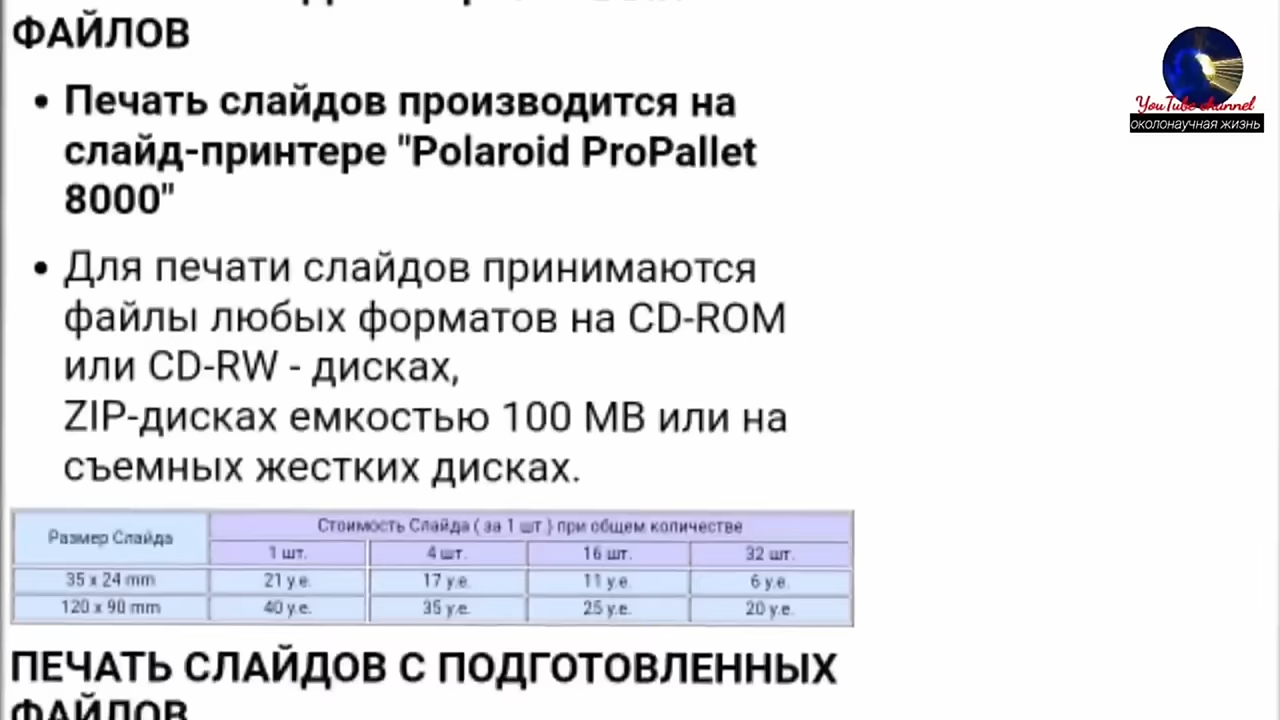 ФАЙЛОВ
YouTube channel
околонаучная жизнь
• Печать слайдов производится на
слайд-принтере "Polaroid ProPallet
8000"
• Для печати слайдов принимаются
файлы любых форматов на CD-ROM
или CD-RW - дисках,
ZIP-дисках емкостью 100 MB или на
съемных жестких дисках.
Размер Слайда Стоимость Слайда ( за 1 шт ) при общем количестве
1 шт. 4 шт. 16 шт. 32 шт.
35 x 24 mm 21 у.е. 17 у.е. 11 у.е. 6 у.е.
120 x 90 mm 40 у.е. 35 у.е. 25 у.е. 20 у.е.
ПЕЧАТЬ СЛАЙДОВ С ПОДГОТОВЛЕННЫХ
ФАЙЛОВ